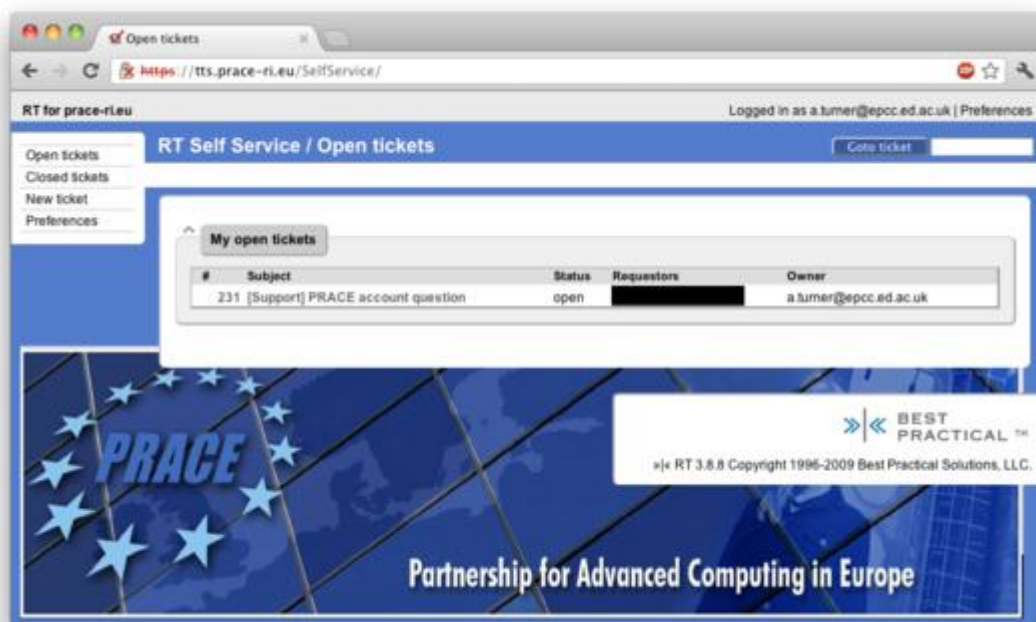 Open tickets
https://tts.prace-ri.eu/SelfService/
RT for prace-ri.eu
Logged in as a.turner@epcc.ed.ac.uk | Preferences
Open tickets
Closed tickets
New ticket
Preferences
RT Self Service / Open tickets
Goto ticket
My open tickets
# Subject Status Requestors Owner
231 [Support] PRACE account question open a.turner@epcc.ed.ac.uk
PRACE
»|« BEST PRACTICAL ™
»|« RT 3.8.8 Copyright 1996-2009 Best Practical Solutions, LLC.
Partnership for Advanced Computing in Europe